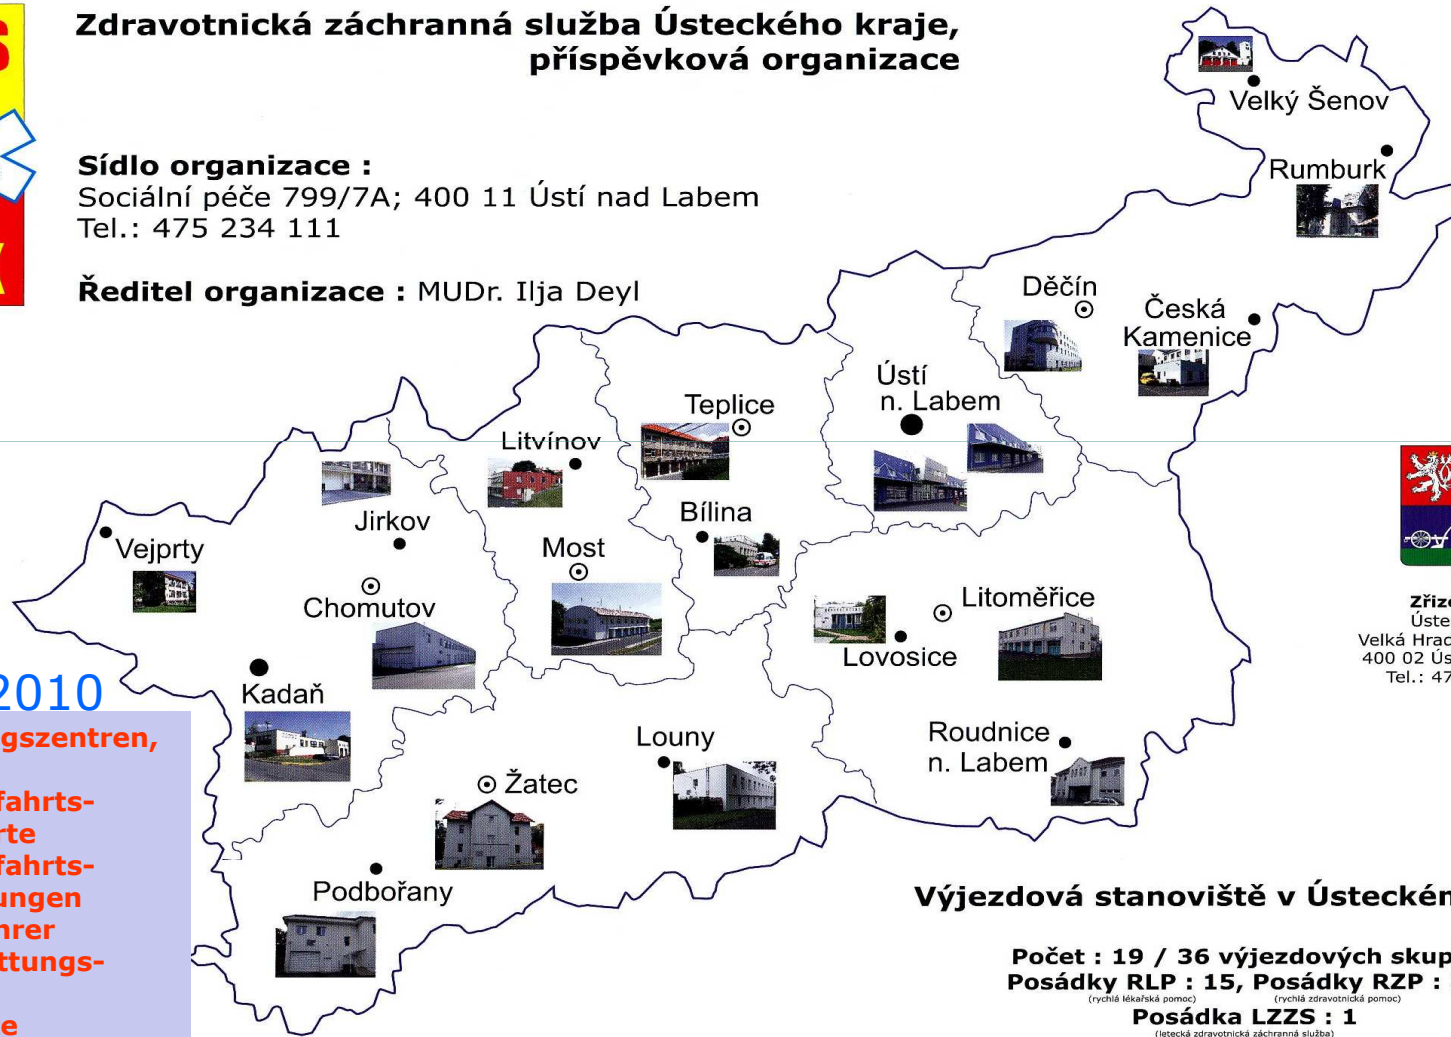 Zdravotnická záchranná služba Ústeckého kraje,
příspěvková organizace
Sídlo organizace :
Sociální péče 799/7A; 400 11 Ústí nad Labem
Tel.: 475 234 111
Ředitel organizace : MUDr. Ilja Deyl
Velký Šenov
Rumburk
Děčín
Česká
Kamenice
Ústí
n. Labem
Teplice
Litvínov
Bílina
Jirkov
Most
Vejprty
Chomutov
Litoměřice
Lovosice
Kadaň
Louny
Roudnice
n. Labem
Žatec
Podbořany
2010
gszentren,
fahrts-
rte
fahrts-
ungen
hrer
ttungs-
e
Zřiz
Úste
Velká Hrad
400 02 Ús
Tel.: 47
Výjezdová stanoviště v Ústeckém
Počet : 19 / 36 výjezdových skup
Posádky RLP : 15, Posádky RZP :
(rychlá lékařská pomoc) (rychlá zdravotnická pomoc)
Posádka LZZS : 1
(letecká zdravotnická záchranná služba)